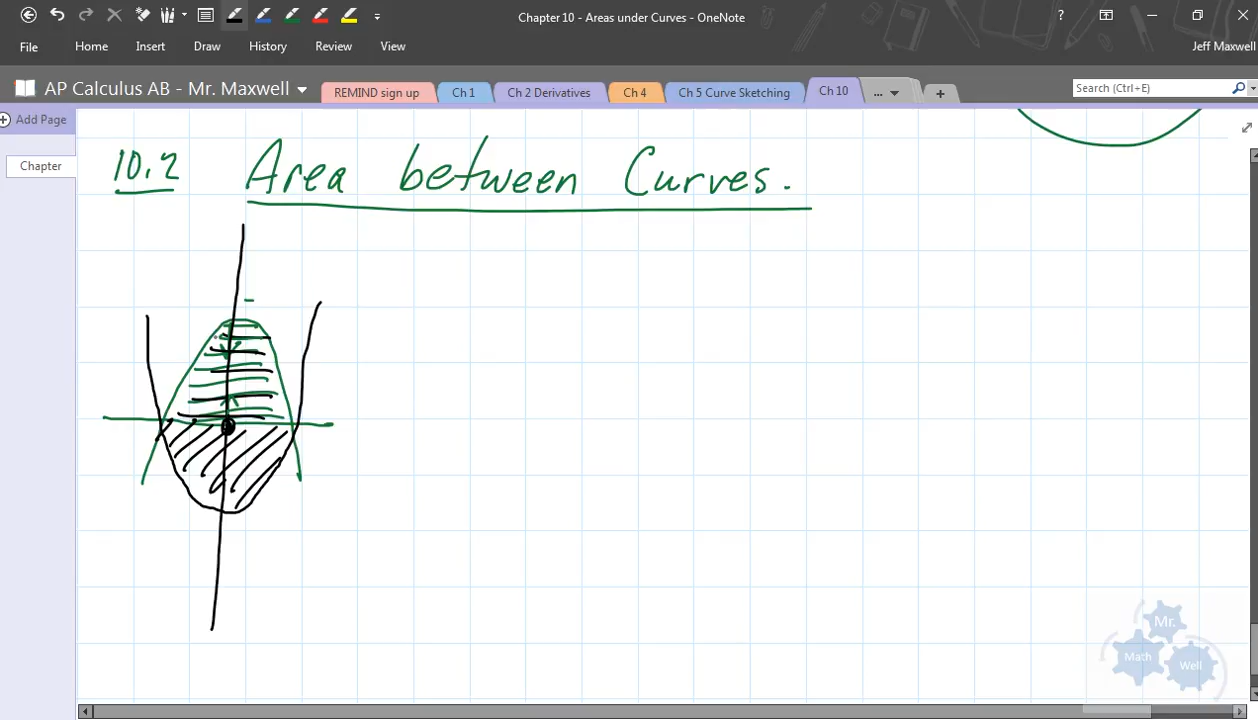 Chapter 10 - Areas under Curves - OneNote
?
File
Home
Insert
Draw
History
Review
View
Jeff Maxwell
AP Calculus AB - Mr. Maxwell
REMIND sign up
Ch 1
Ch 2 Derivatives
Ch 4
Ch 5 Curve Sketching
Ch 10
...
Search (Ctrl+E)
Add Page
Chapter
10.2 Area between Curves.
Mr.
Math
Well